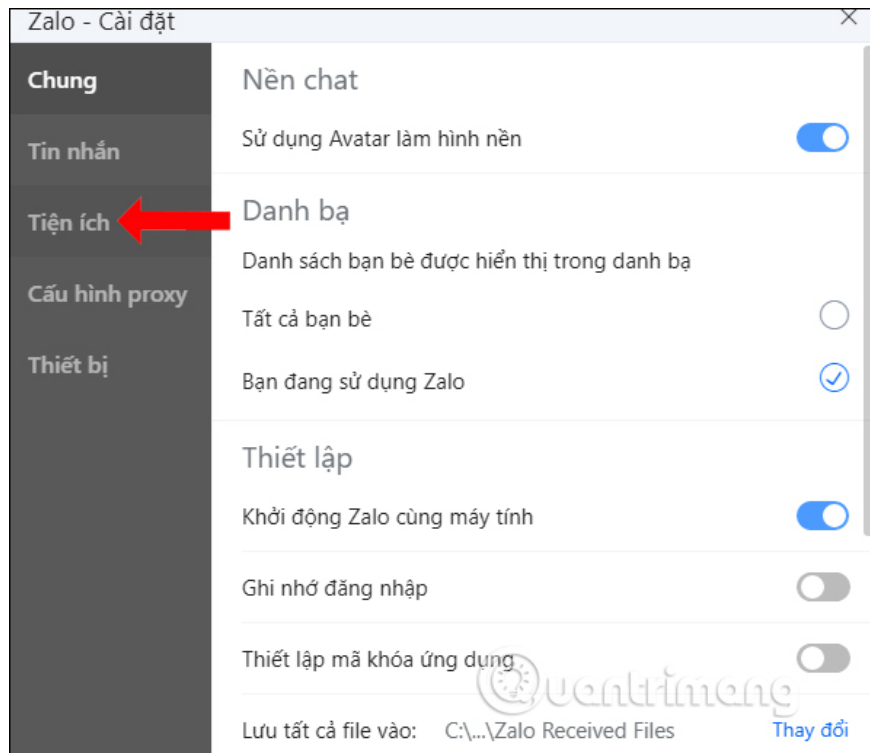 Zalo - Cài đặt
Chung
Tin nhắn
Tiện ích
Cấu hình proxy
Thiết bị
Nền chat
Sử dụng Avatar làm hình nền
Danh bạ
Danh sách bạn bè được hiển thị trong danh bạ
Tất cả bạn bè
Bạn đang sử dụng Zalo
Thiết lập
Khởi động Zalo cùng máy tính
Ghi nhớ đăng nhập
Thiết lập mã khóa ứng dụng
Lưu tất cả file vào: C:\...\Zalo Received Files Thay đổi
Quantrimang